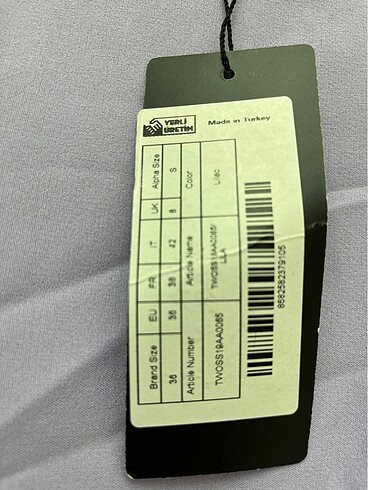 YERLİ
ÜRETİM
Made in Turkey
Brand Size EU FR IT UK Alpha Size
36 36 38 42 8 S
Article Number Article Name Color
TWOSS19AA0065 TWOSS19AA0065/ Lilac
LILA
8682582379105